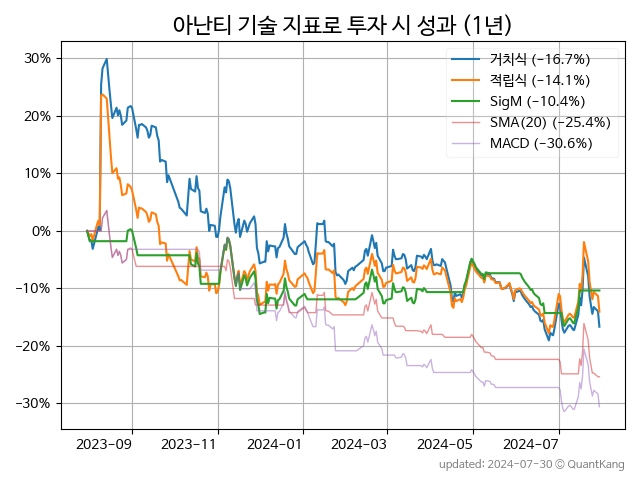 아난티 기술 지표로 투자 시 성과 (1년)
30%
20%
10%
0%
−10%
−20%
−30%
거치식 (−16.7%)
적립식 (−14.1%)
SigM (−10.4%)
SMA(20) (−25.4%)
MACD (−30.6%)
2023-09
2023-11
2024-01
2024-03
2024-05
2024-07
updated: 2024-07-30 © QuantKang